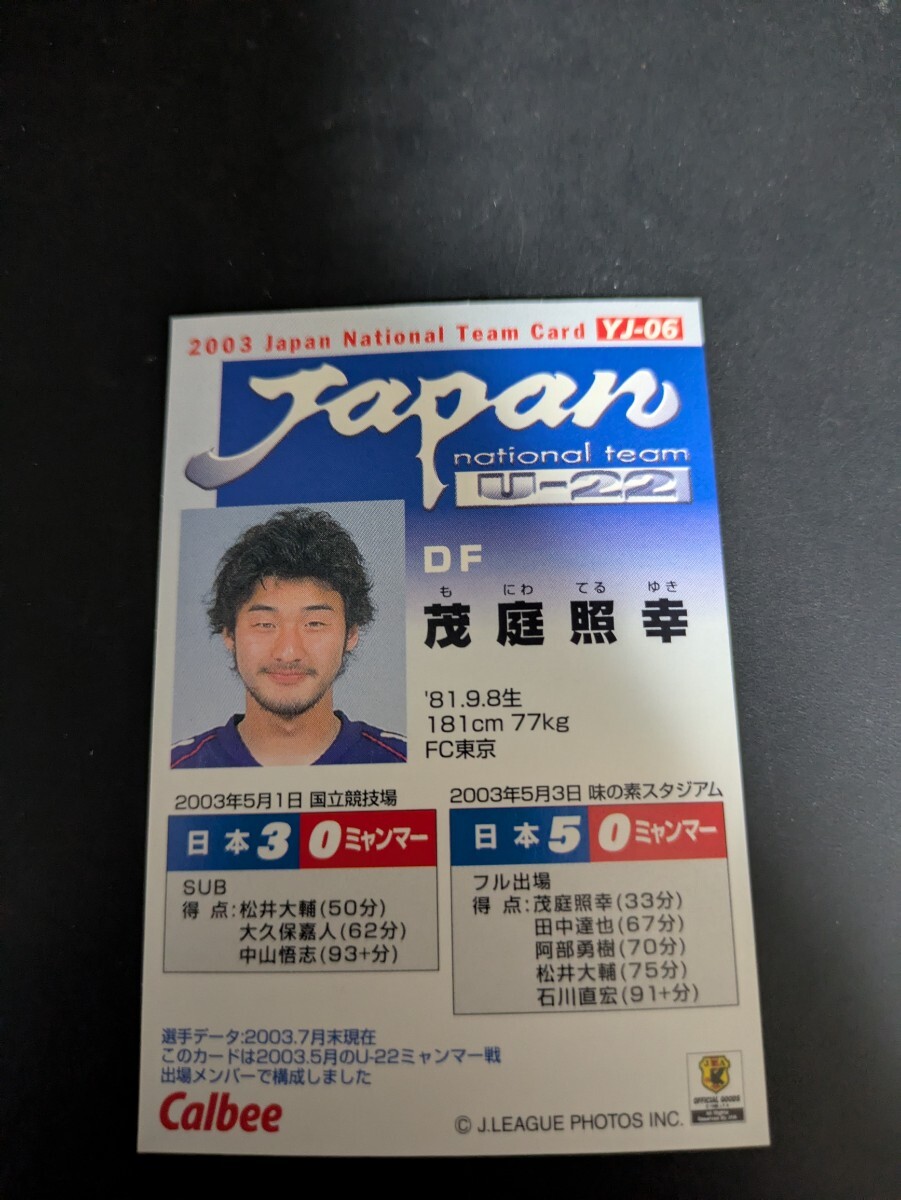 2003 Japan National Team Card YJ-06
Japan
national team
U-22
DF
も にわ てる ゆき
茂庭照幸
'81.9.8生
181cm 77kg
FC東京
2003年5月1日 国立競技場
日本3 0ミャンマー
SUB
得 点:松井大輔(50分)
大久保嘉人(62分)
中山悟志(93+分)
2003年5月3日 味の素スタジアム
日本5 0ミャンマー
フル出場
得 点:茂庭照幸(33分)
田中達也(67分)
阿部勇樹(70分)
松井大輔(75分)
石川直宏(91+分)
選手データ:2003.7月末現在
このカードは2003.5月のU-22ミャンマー戦
出場メンバーで構成しました
Calbee
© J.LEAGUE PHOTOS INC.
OFFICIAL GOODS